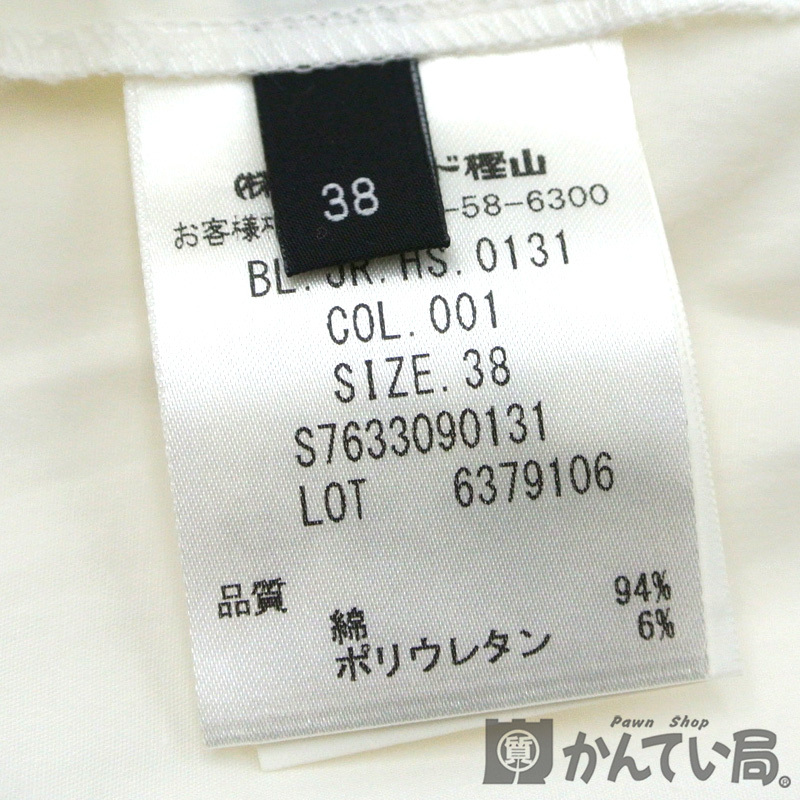 38
㈱ ド樫山
お客様 -58-6300
BL.JR.HS.0131
COL.001
SIZE.38
S7633090131
LOT 6379106
品質
綿 94%
ポリウレタン 6%
Pawn Shop
質 かんてい局®